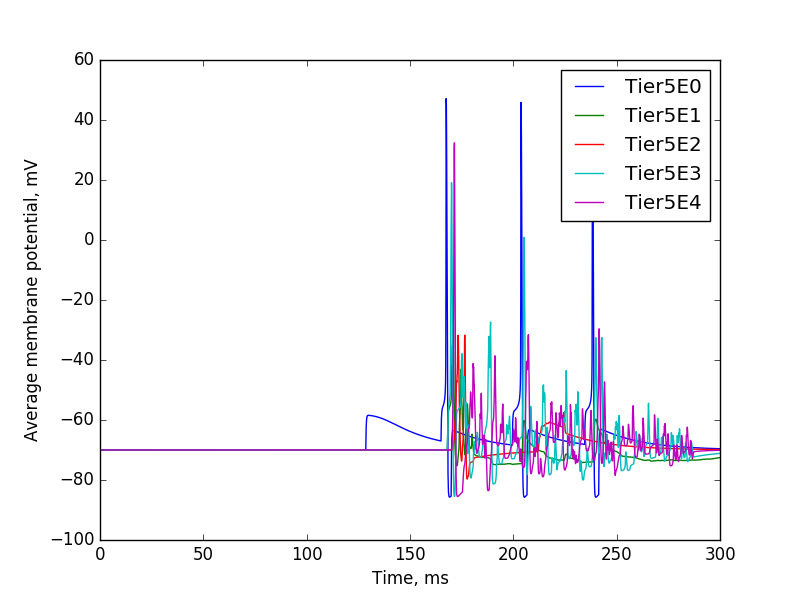 60
40
20
0
−20
−40
−60
−80
−100
Average membrane potential, mV
Tier5E0
Tier5E1
Tier5E2
Tier5E3
Tier5E4
0 50 100 150 200 250 300
Time, ms